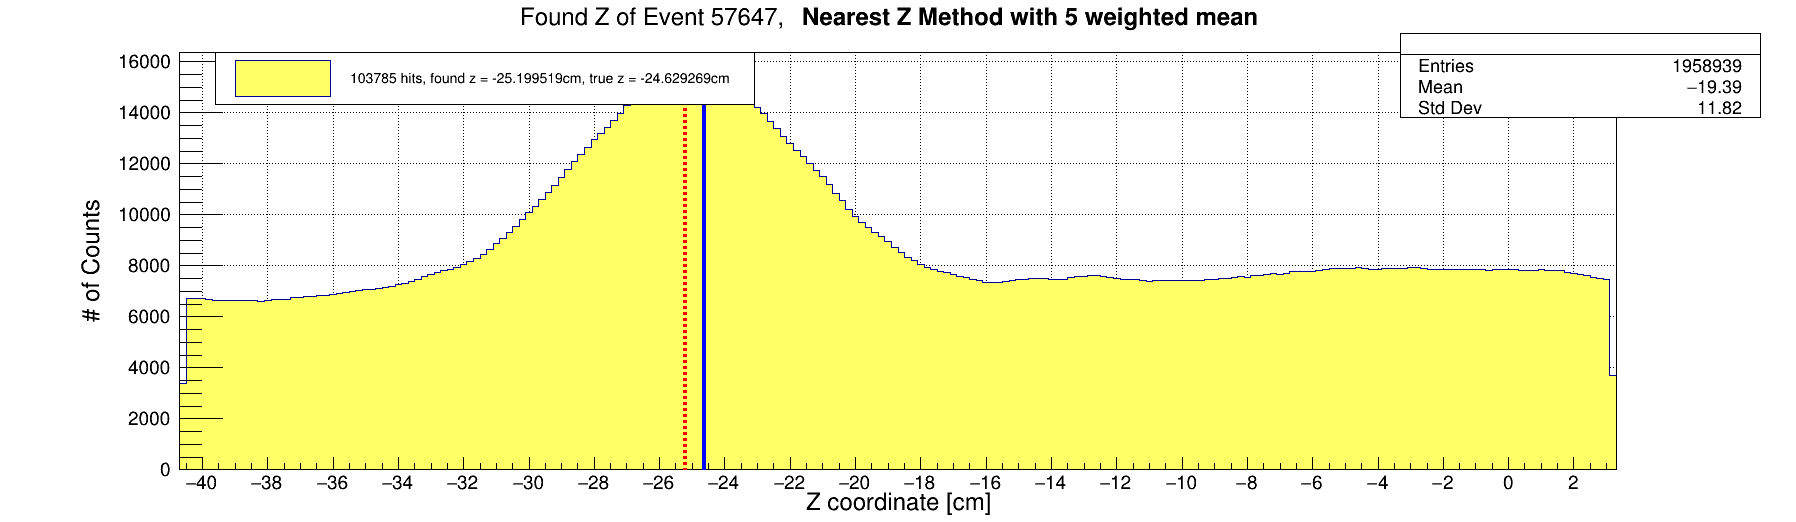 Found Z of Event 57647, Nearest Z Method with 5 weighted mean
103785 hits, found z = -25.199519cm, true z = -24.629269cm
Entries 1958939
Mean −19.39
Std Dev 11.82
# of Counts
16000
14000
12000
10000
8000
6000
4000
2000
0
−40 −38 −36 −34 −32 −30 −28 −26 −24 −22 −20 −18 −16 −14 −12 −10 −8 −6 −4 −2 0 2
Z coordinate [cm]